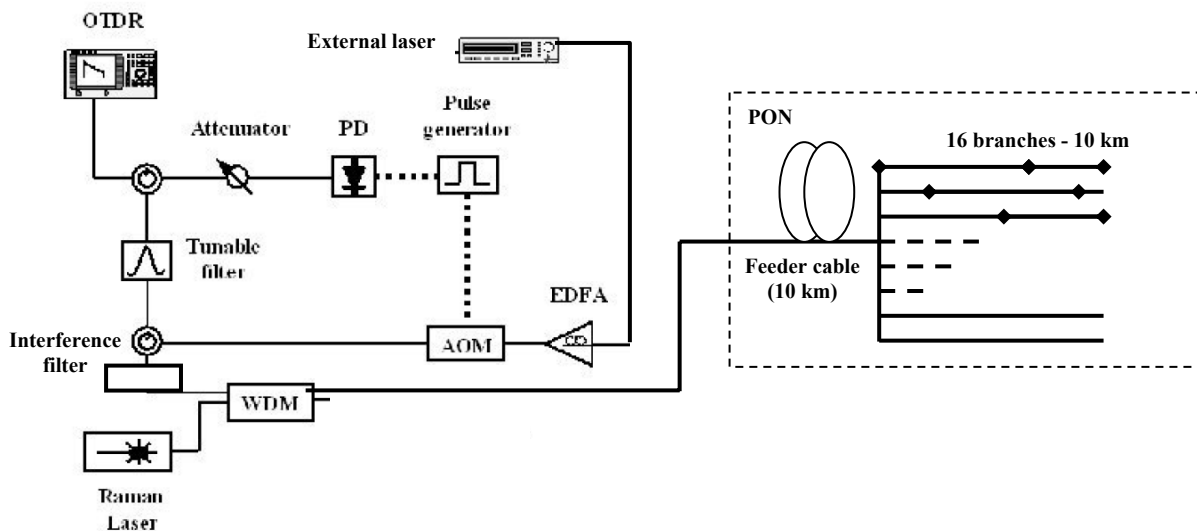 OTDR
External laser
Attenuator
PD
Pulse
generator
PON
16 branches - 10 km
Tunable
filter
Feeder cable
(10 km)
EDFA
Interference
filter
AOM
WDM
Raman
Laser